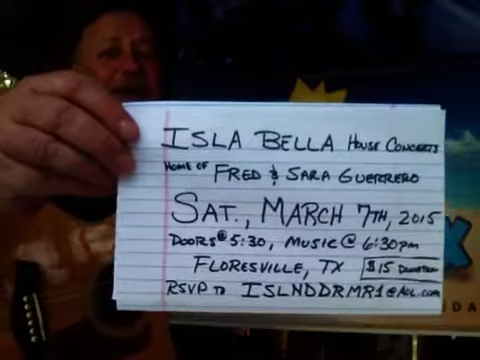 ISLA BELLA HOUSE CONCERTS
HOME OF FRED & SARA GUERRERO
SAT., MARCH 7TH, 2015
DOORS @ 5:30, MUSIC @ 6:30pm
FLORESVILLE, TX $15 DONATION
RSVP TO ISLNDDRMR1@AOL.COM